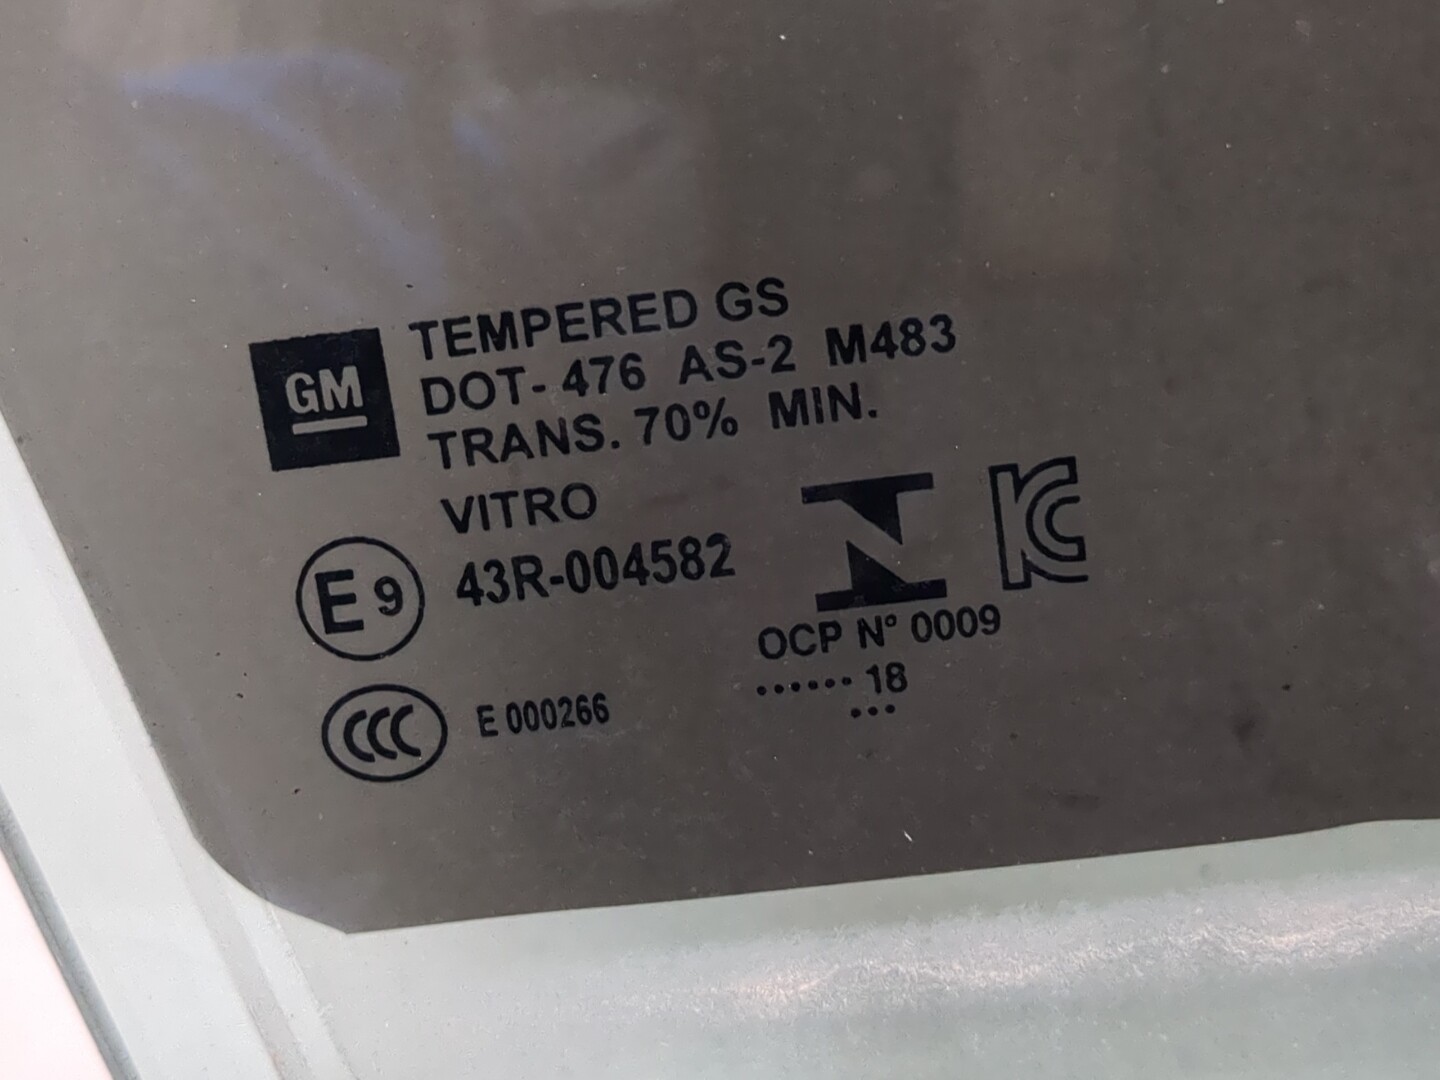 GM
TEMPERED GS
DOT-476 AS-2 M483
TRANS. 70% MIN.
VITRO
E9 43R-004582
KC
OCP N° 0009
CCC E 000266
...... 18
...